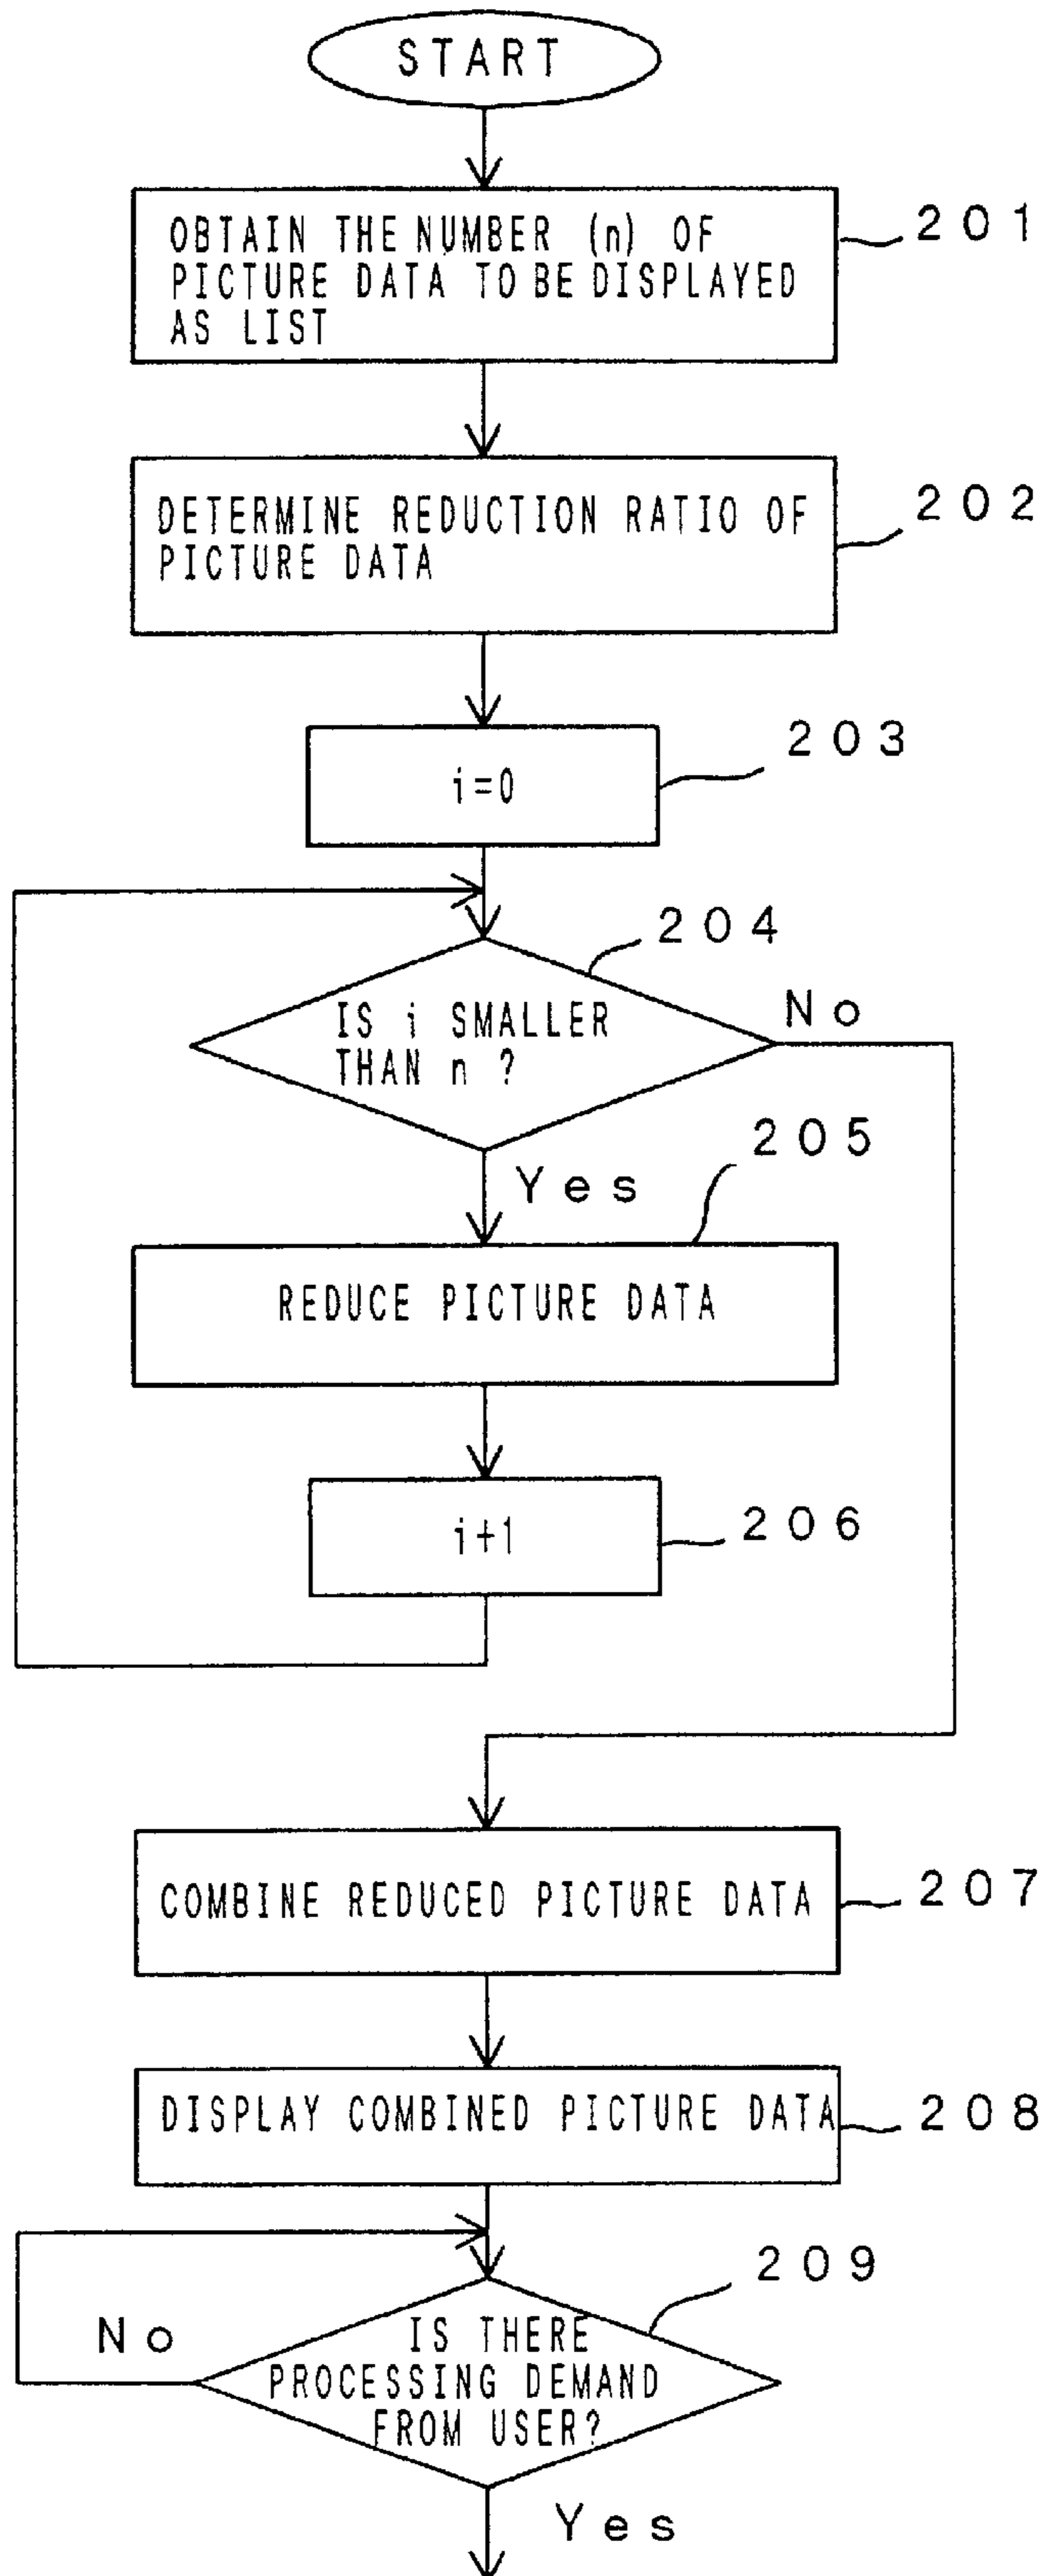 START
OBTAIN THE NUMBER (n) OF
PICTURE DATA TO BE DISPLAYED
AS LIST
201
DETERMINE REDUCTION RATIO OF
PICTURE DATA
202
i=0
203
204
IS i SMALLER
THAN n ?
No
Yes
205
REDUCE PICTURE DATA
i+1
206
COMBINE REDUCED PICTURE DATA
207
DISPLAY COMBINED PICTURE DATA
208
209
No
IS THERE
PROCESSING DEMAND
FROM USER?
Yes